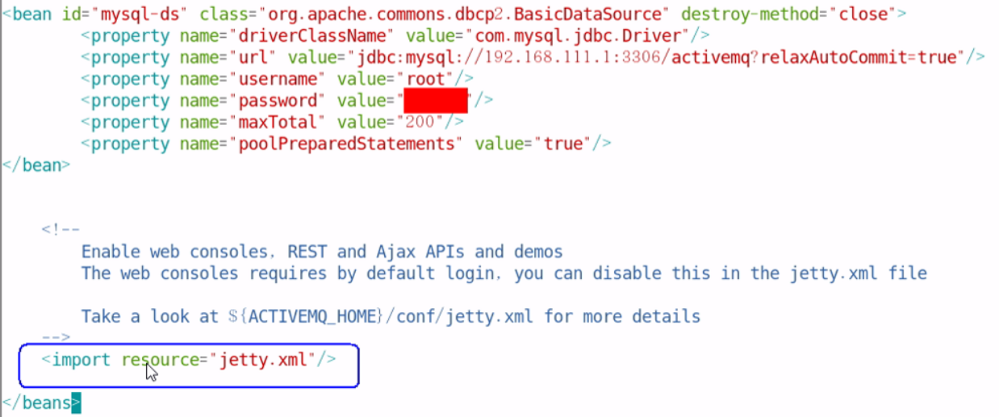 <bean id="mysql-ds" class="org.apache.commons.dbcp2.BasicDataSource" destroy-method="close">
<property name="driverClassName" value="com.mysql.jdbc.Driver"/>
<property name="url" value="jdbc:mysql://192.168.111.1:3306/activemq?relaxAutoCommit=true"/>
<property name="username" value="root"/>
<property name="password" value=""/>
<property name="maxTotal" value="200"/>
<property name="poolPreparedStatements" value="true"/>
</bean>
<!--
Enable web consoles, REST and Ajax APIs and demos
The web consoles requires by default login, you can disable this in the jetty.xml file
Take a look at ${ACTIVEMQ_HOME}/conf/jetty.xml for more details
-->
<import resource="jetty.xml"/>
</beans>